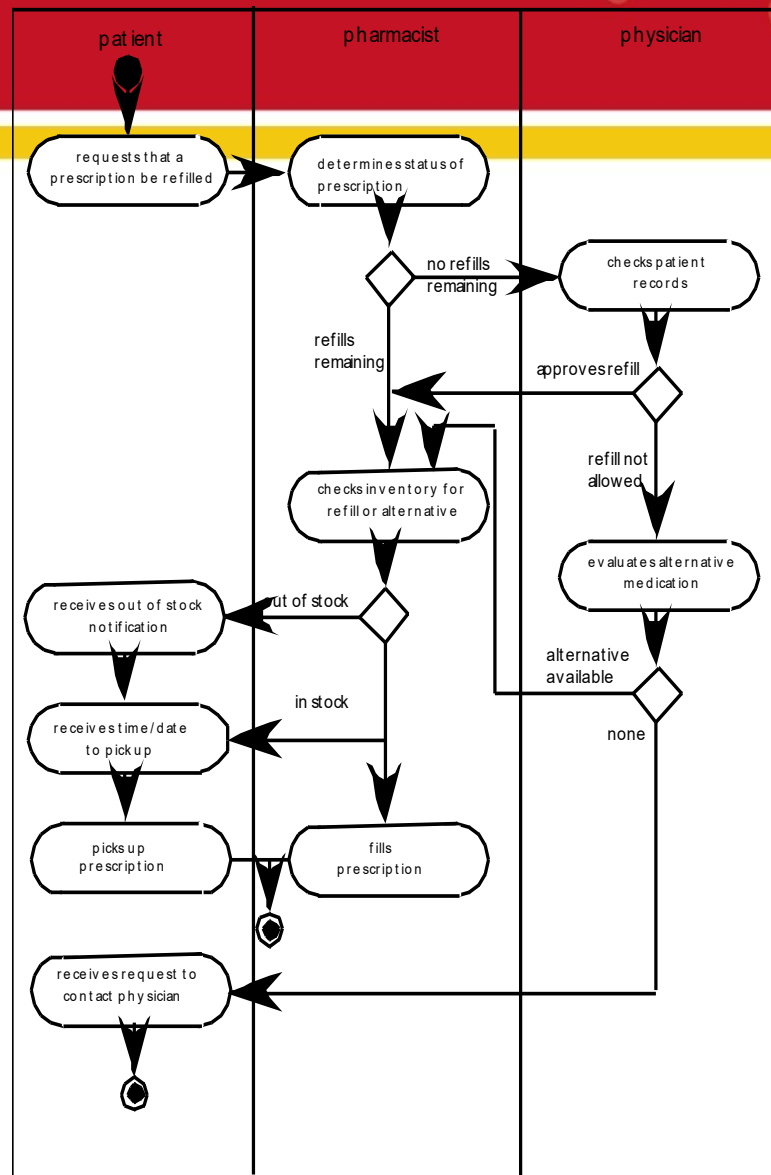 patient
pharmacist
physician
requests that a
prescription be refilled
determines status of
prescription
no refills
remaining
checks patient
records
refills
remaining
approves refill
refill not
allowed
checks inventory for
refill or alternative
evaluates alternative
medication
receives out of stock
notification
out of stock
alternative
available
in stock
receives time/date
to pickup
none
picks up
prescription
fills
prescription
receives request to
contact physician